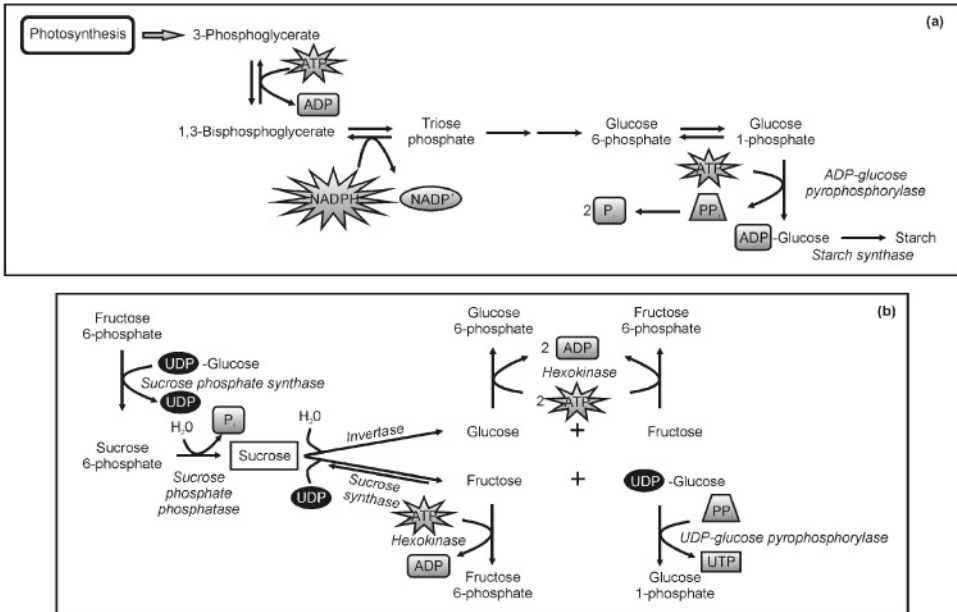 (a)
Photosynthesis
3-Phosphoglycerate
ATP
ADP
1,3-Bisphosphoglycerate
Triose
phosphate
NADPH
NADP⁺
Glucose
6-phosphate
Glucose
1-phosphate
ATP
ADP-glucose
pyrophosphorylase
2 Pᵢ
PPᵢ
ADP -Glucose
Starch
Starch synthase
(b)
Fructose
6-phosphate
UDP -Glucose
Sucrose phosphate synthase
UDP
H₂0
Pᵢ
Sucrose
6-phosphate
Sucrose
phosphate
phosphatase
Sucrose
H₂0
UDP
Invertase
Sucrose
synthase
Glucose
6-phosphate
Fructose
6-phosphate
2 ADP
Hexokinase
2 ATP
Glucose + Fructose
Fructose + UDP -Glucose
ATP
Hexokinase
ADP
Fructose
6-phosphate
PP
UDP-glucose pyrophosphorylase
UTP
Glucose
1-phosphate